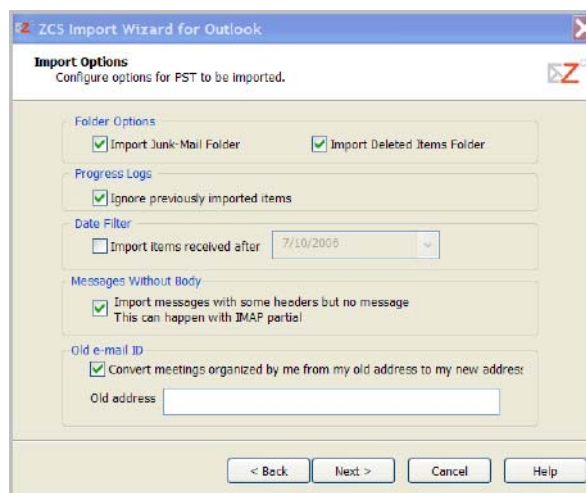 ZCS Import Wizard for Outlook
Import Options
Configure options for PST to be imported.
Z
Folder Options
Import Junk-Mail Folder
Import Deleted Items Folder
Progress Logs
Ignore previously imported items
Date Filter
Import items received after
7/10/2006
Messages Without Body
Import messages with some headers but no message
This can happen with IMAP partial
Old e-mail ID
Convert meetings organized by me from my old address to my new addres
Old address
< Back
Next >
Cancel
Help